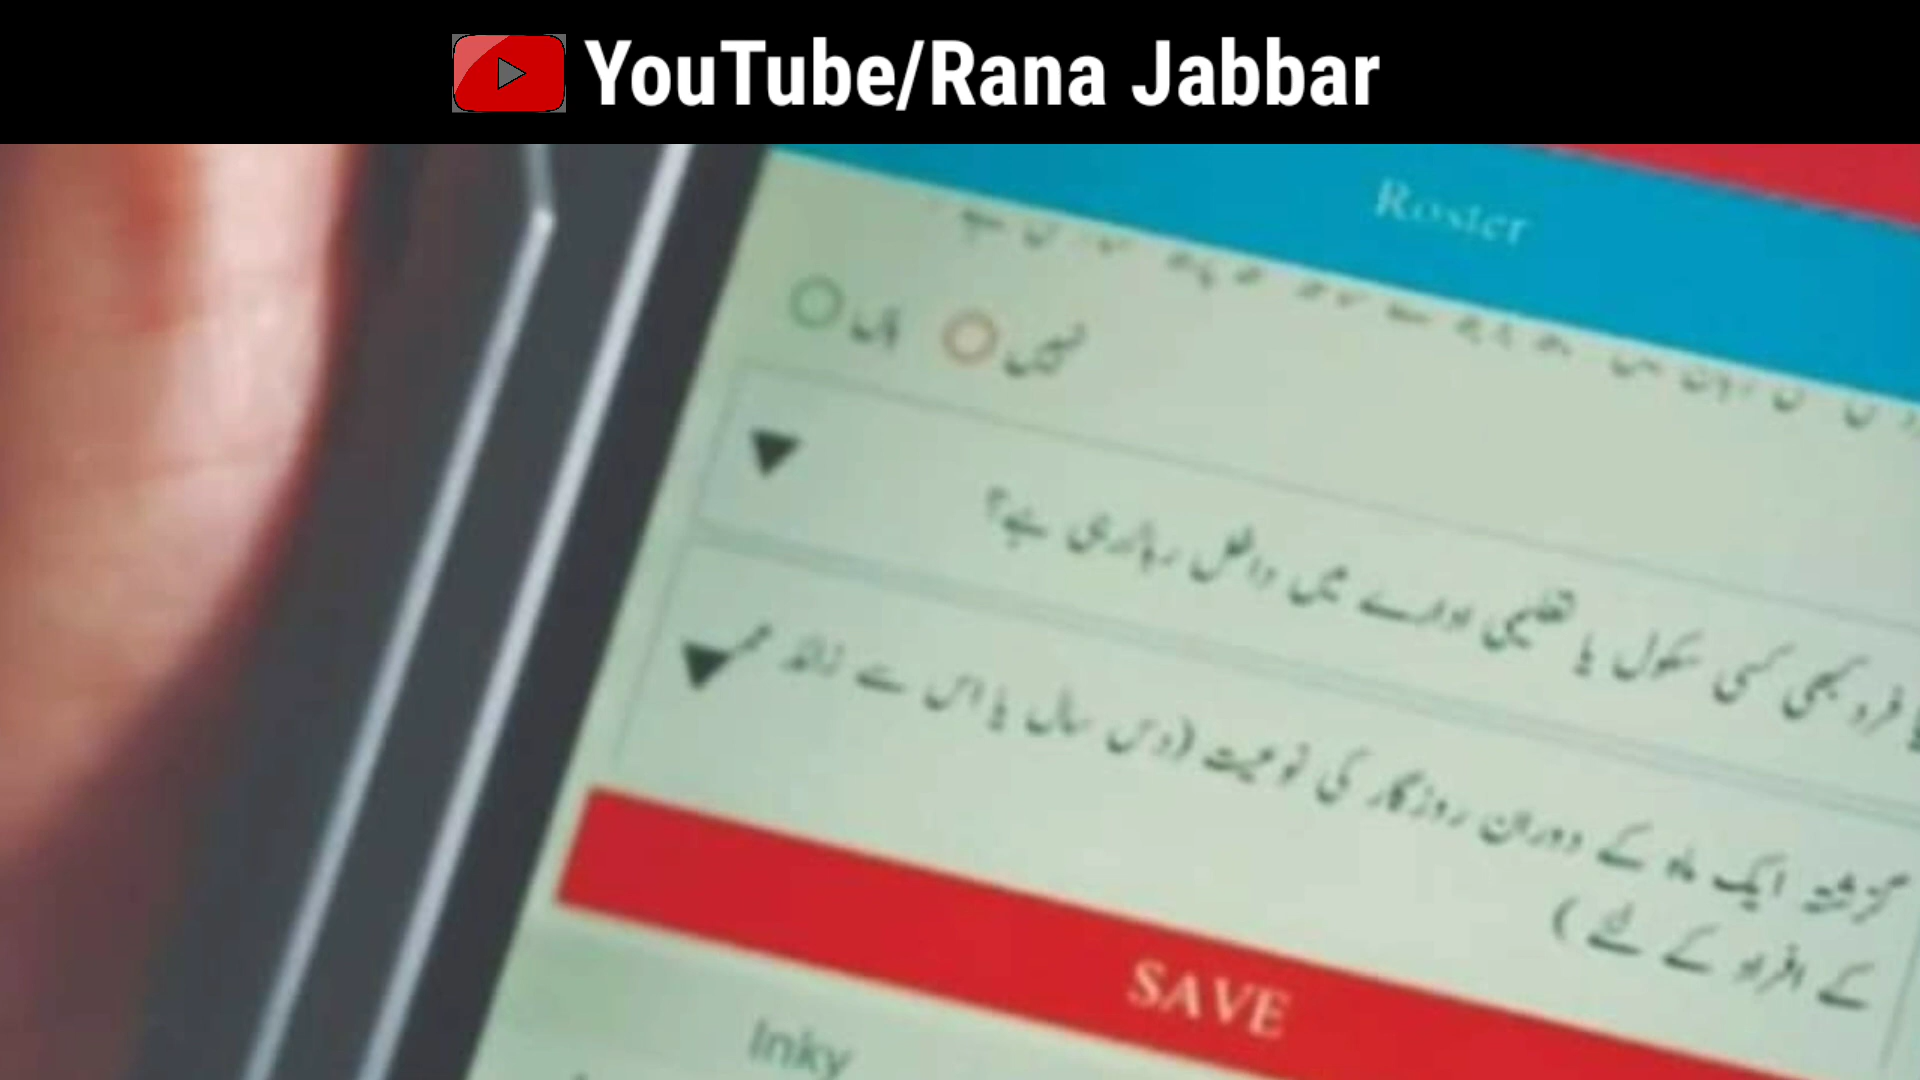 YouTube/Rana Jabbar
Roster
ہاں نہیں
فرد کبھی کسی سکول یا تعلیمی ادارے میں داخل رہا/رہی ہے؟
گزشتہ ایک ماہ کے دوران روزگار کی نوعیت (دس سال یا اس سے زائد عمر
کے افراد کے لئے)
SAVE
Inky